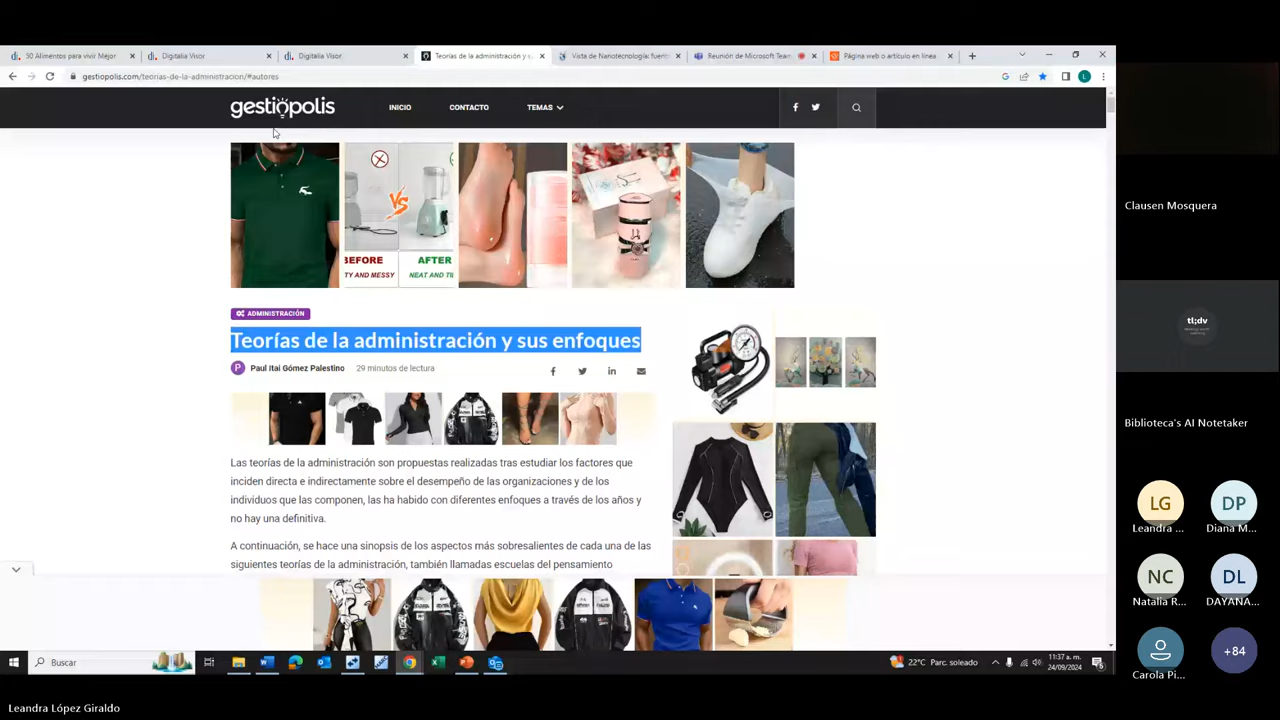 30 Alimentos para vivir Mejor
Digitalia Visor
Digitalia Visor
Teorías de la administración y s
Vista de Nanotecnología: fuent
Reunión de Microsoft Team
Página web o artículo en línea
gestiopolis.com/teorias-de-la-administracion/#autores
L
gestiopolis
INICIO
CONTACTO
TEMAS
VS
BEFORE
AFTER
TY AND MESSY
NEAT AND TI
ADMINISTRACIÓN
Teorías de la administración y sus enfoques
P
Paul Itai Gómez Palestino
29 minutos de lectura
Las teorías de la administración son propuestas realizadas tras estudiar los factores que
inciden directa e indirectamente sobre el desempeño de las organizaciones y de los
individuos que las componen, las ha habido con diferentes enfoques a través de los años y
no hay una definitiva.
A continuación, se hace una sinopsis de los aspectos más sobresalientes de cada una de las
siguientes teorías de la administración, también llamadas escuelas del pensamiento
Buscar
22°C Parc. soleado
11:37 a. m.
24/09/2024
Clausen Mosquera
tl;dv
Biblioteca's AI Notetaker
LG
DP
Leandra ...
Diana M...
NC
DL
Natalia R...
DAYANA...
Carola Pi...
+84
Leandra López Giraldo